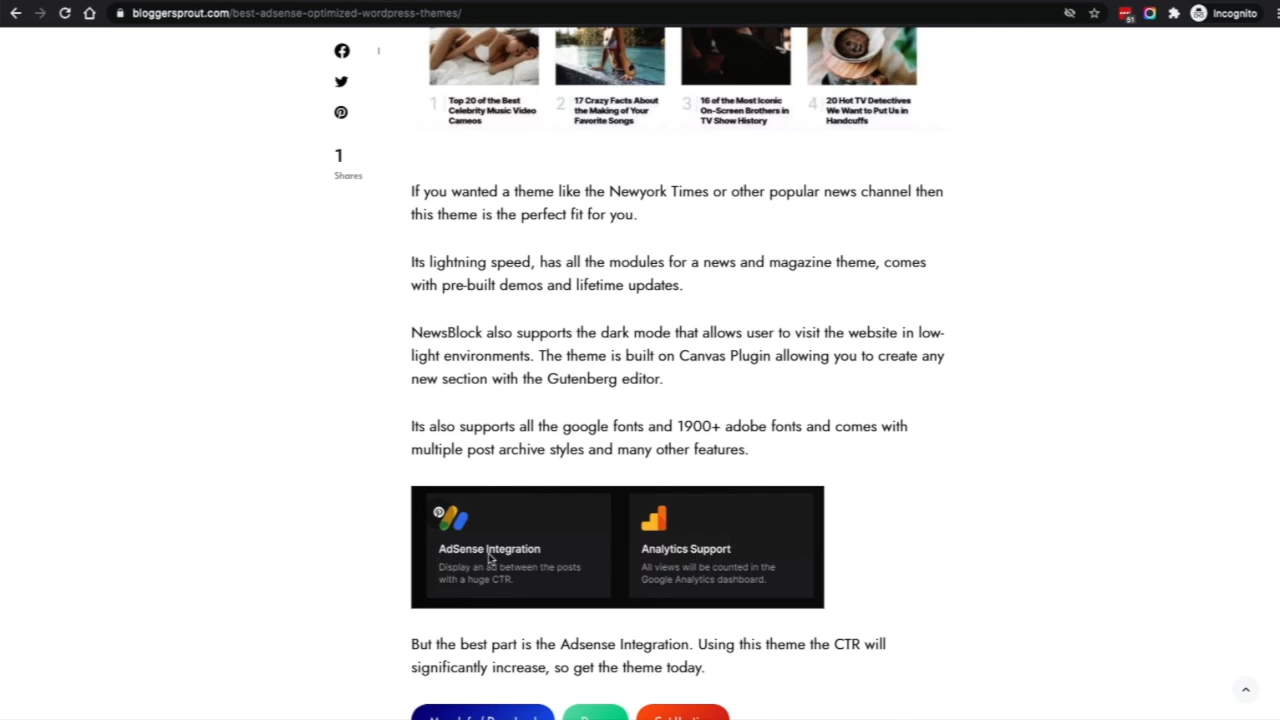 bloggersprout.com/best-adsense-optimized-wordpress-themes/
51
Incognito
1
Shares
1 Top 20 of the Best
Celebrity Music Video
Cameos
2 17 Crazy Facts About
the Making of Your
Favorite Songs
3 16 of the Most Iconic
On-Screen Brothers in
TV Show History
4 20 Hot TV Detectives
We Want to Put Us in
Handcuffs
If you wanted a theme like the Newyork Times or other popular news channel then
this theme is the perfect fit for you.
Its lightning speed, has all the modules for a news and magazine theme, comes
with pre-built demos and lifetime updates.
NewsBlock also supports the dark mode that allows user to visit the website in low-
light environments. The theme is built on Canvas Plugin allowing you to create any
new section with the Gutenberg editor.
Its also supports all the google fonts and 1900+ adobe fonts and comes with
multiple post archive styles and many other features.
AdSense Integration
Display an ad between the posts
with a huge CTR.
Analytics Support
All views will be counted in the
Google Analytics dashboard.
But the best part is the Adsense Integration. Using this theme the CTR will
significantly increase, so get the theme today.